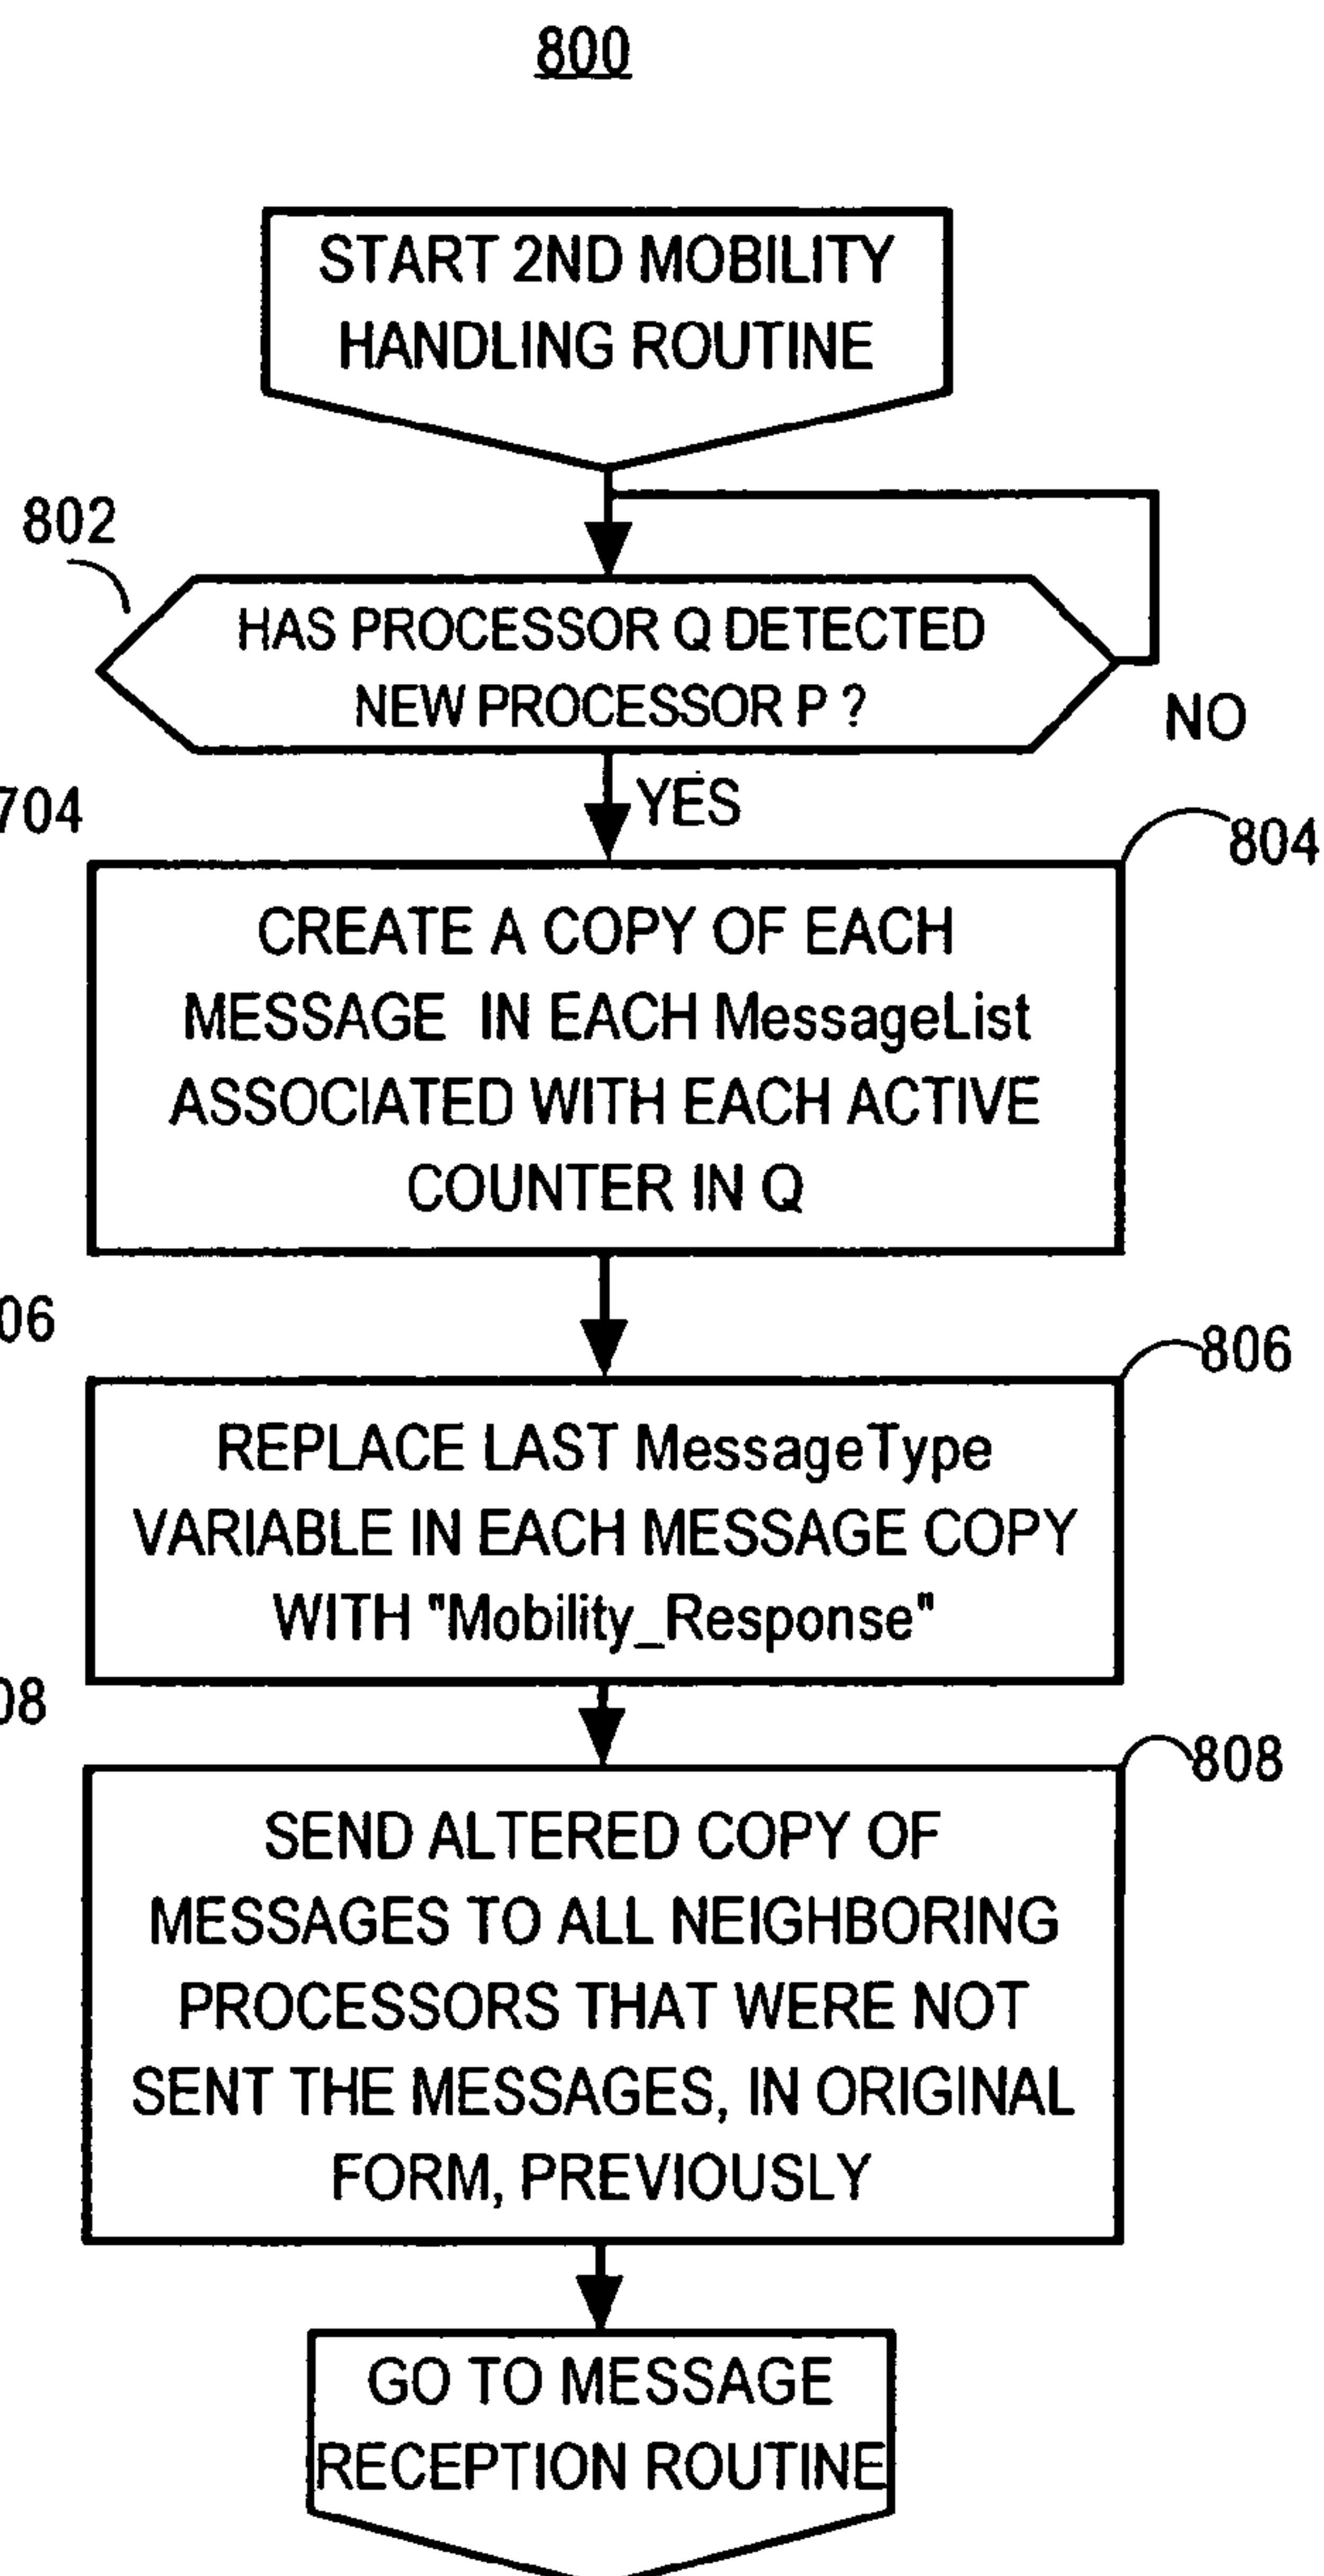 800
START 2ND MOBILITY
HANDLING ROUTINE
802
HAS PROCESSOR Q DETECTED
NEW PROCESSOR P ?
NO
YES
704
804
CREATE A COPY OF EACH
MESSAGE IN EACH MessageList
ASSOCIATED WITH EACH ACTIVE
COUNTER IN Q
06
806
REPLACE LAST MessageType
VARIABLE IN EACH MESSAGE COPY
WITH "Mobility_Response"
08
808
SEND ALTERED COPY OF
MESSAGES TO ALL NEIGHBORING
PROCESSORS THAT WERE NOT
SENT THE MESSAGES, IN ORIGINAL
FORM, PREVIOUSLY
GO TO MESSAGE
RECEPTION ROUTINE